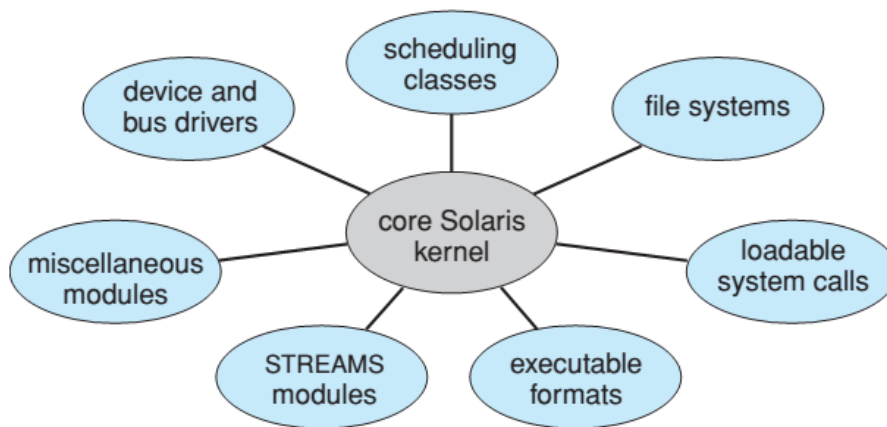 scheduling
classes
device and
bus drivers
file systems
core Solaris
kernel
miscellaneous
modules
loadable
system calls
STREAMS
modules
executable
formats